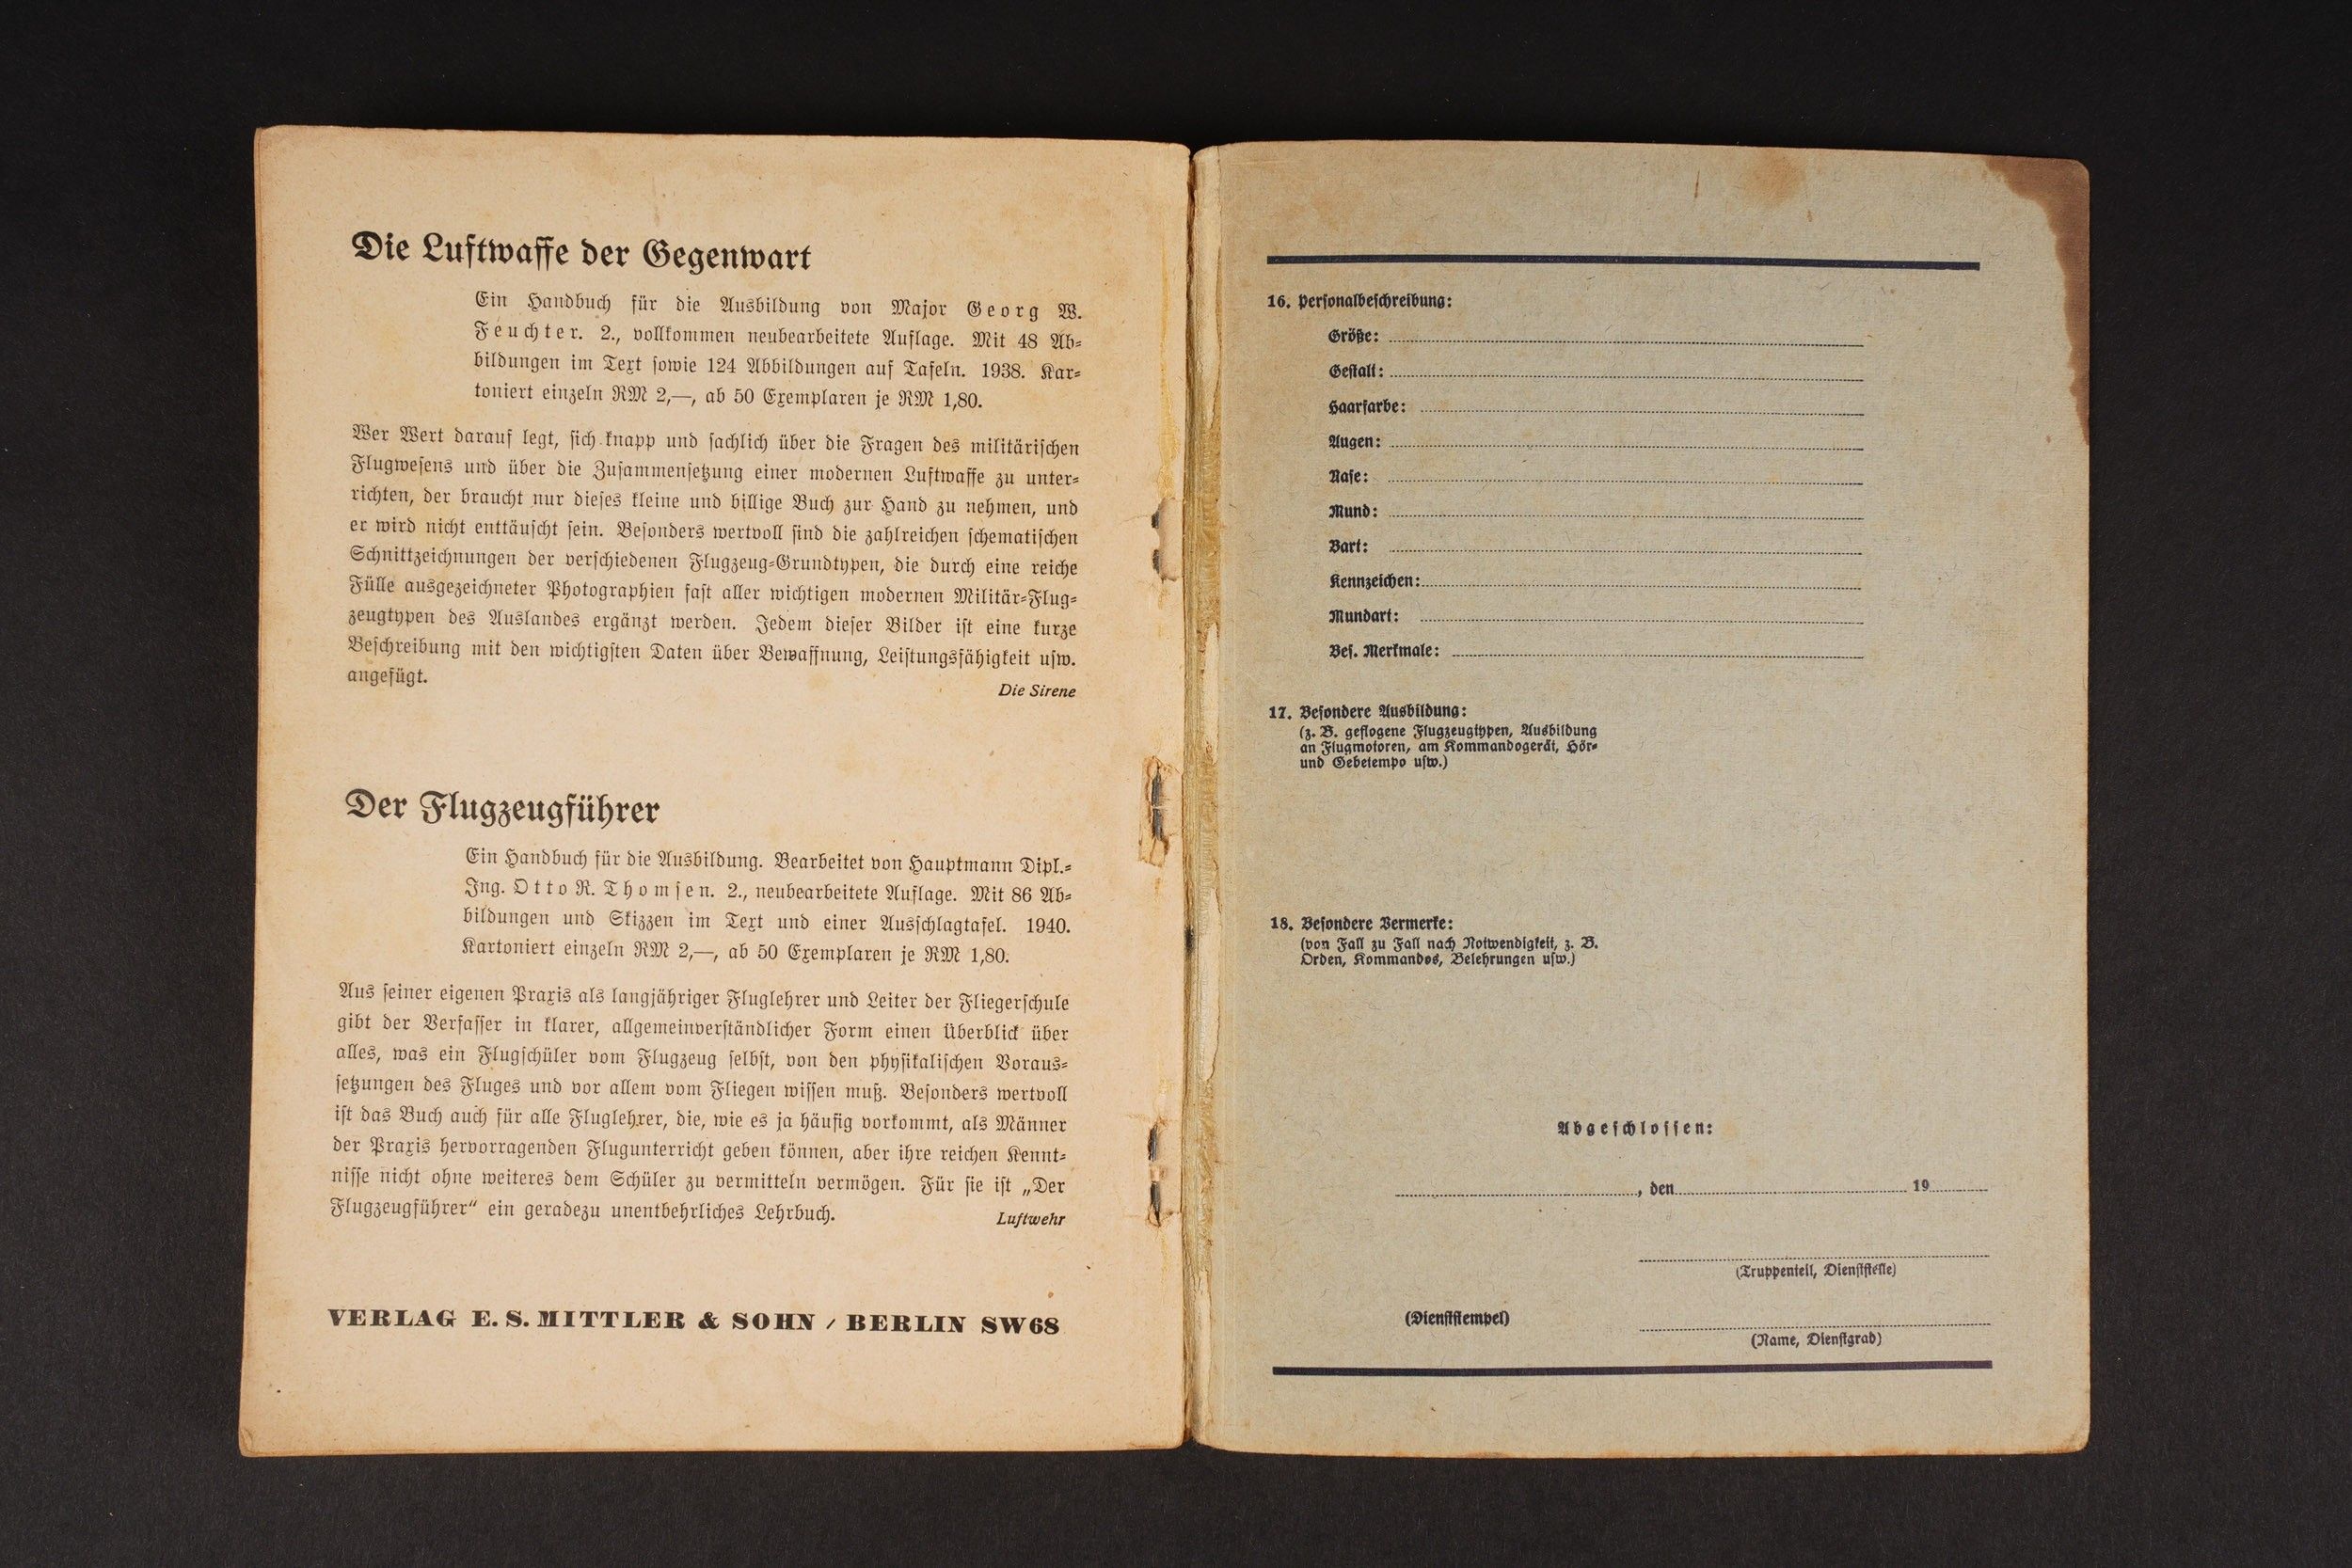 Die Luftwaffe der Gegenwart
Ein Handbuch für die Ausbildung von Major Georg W.
Feuchter. 2., vollkommen neubearbeitete Auflage. Mit 48 Ab-
bildungen im Text sowie 124 Abbildungen auf Tafeln. 1938. Kar-
toniert einzeln RM 2,—, ab 50 Exemplaren je RM 1,80.
Wer Wert darauf legt, sich knapp und sachlich über die Fragen des militärischen
Flugwesens und über die Zusammensetzung einer modernen Luftwaffe zu unter-
richten, der braucht nur dieses kleine und billige Buch zur Hand zu nehmen, und
er wird nicht enttäuscht sein. Besonders wertvoll sind die zahlreichen schematischen
Schnittzeichnungen der verschiedenen Flugzeug-Grundtypen, die durch eine reiche
Fülle ausgezeichneter Photographien fast aller wichtigen modernen Militär-Flug-
zeugtypen des Auslandes ergänzt werden. Jedem dieser Bilder ist eine kurze
Beschreibung mit den wichtigsten Daten über Bewaffnung, Leistungsfähigkeit usw.
angefügt.
Die Sirene
Der Flugzeugführer
Ein Handbuch für die Ausbildung. Bearbeitet von Hauptmann Dipl.-
Ing. Otto R. Thomsen. 2., neubearbeitete Auflage. Mit 86 Ab-
bildungen und Skizzen im Text und einer Ausschlagtafel. 1940.
Kartoniert einzeln RM 2,—, ab 50 Exemplaren je RM 1,80.
Aus seiner eigenen Praxis als langjähriger Fluglehrer und Leiter der Fliegerschule
gibt der Verfasser in klarer, allgemeinverständlicher Form einen Überblick über
alles, was ein Flugschüler vom Flugzeug selbst, von den physikalischen Voraus-
setzungen des Fluges und vor allem vom Fliegen wissen muß. Besonders wertvoll
ist das Buch auch für alle Fluglehrer, die, wie es ja häufig vorkommt, als Männer
der Praxis hervorragenden Flugunterricht geben können, aber ihre reichen Kennt-
nisse nicht ohne weiteres dem Schüler zu vermitteln vermögen. Für sie ist „Der
Flugzeugführer“ ein geradezu unentbehrliches Lehrbuch.
Luftwehr
VERLAG E. S. MITTLER & SOHN / BERLIN SW 68
16. Personalbeschreibung:
Größe:
Gestalt:
Haarfarbe:
Augen:
Nase:
Mund:
Bart:
Kennzeichen:
Mundart:
Bes. Merkmale:
17. Besondere Ausbildung:
(z. B. geflogene Flugzeugtypen, Ausbildung
an Flugmotoren, am Kommandogerät, Hör-
und Gebetempo usw.)
18. Besondere Vermerke:
(von Fall zu Fall nach Notwendigkeit, z. B.
Orden, Kommandos, Belehrungen usw.)
Abgeschlossen:
, den 19
(Truppenteil, Dienststelle)
(Dienststempel)
(Name, Dienstgrad)